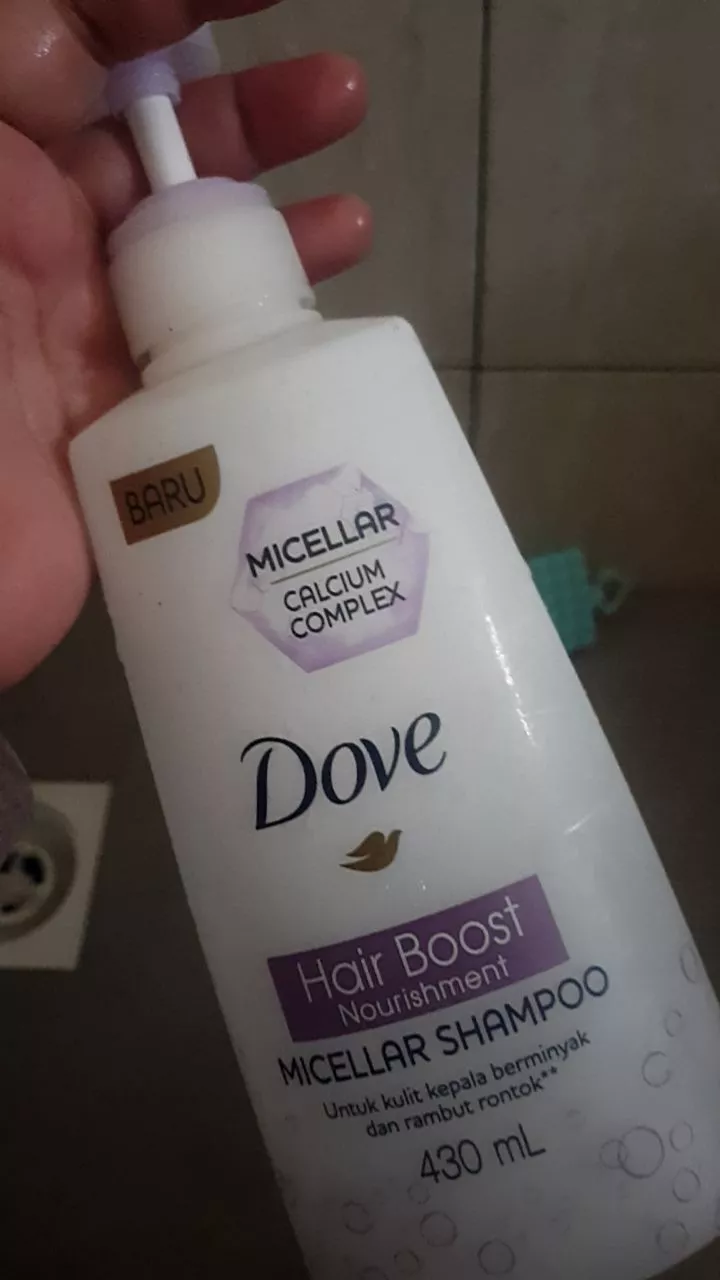 BARU
MICELLAR
CALCIUM
COMPLEX
Dove
Hair Boost
Nourishment
MICELLAR SHAMPOO
Untuk kulit kepala berminyak
dan rambut rontok**
430 mL